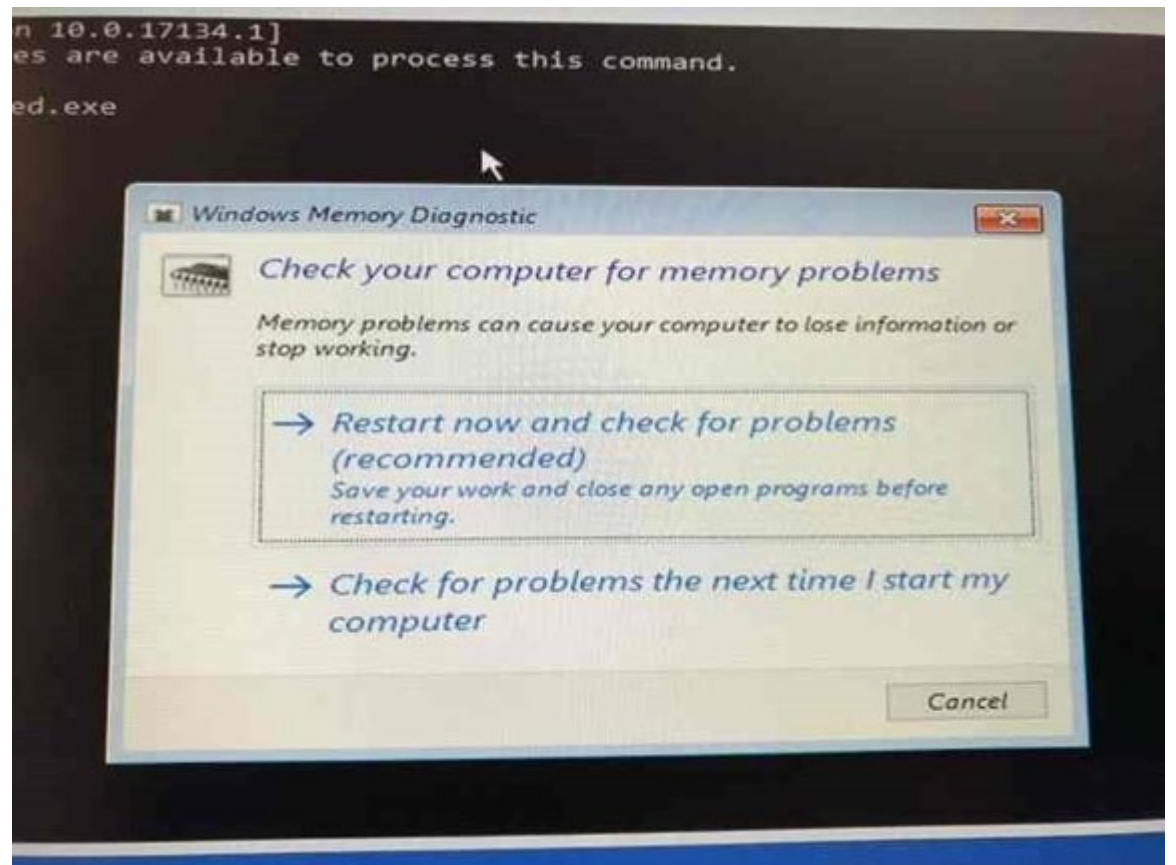 n 10.0.17134.1]
es are available to process this command.
ed.exe
Windows Memory Diagnostic
Check your computer for memory problems
Memory problems can cause your computer to lose information or
stop working.
→ Restart now and check for problems
(recommended)
Save your work and close any open programs before
restarting.
→ Check for problems the next time I start my
computer
Cancel